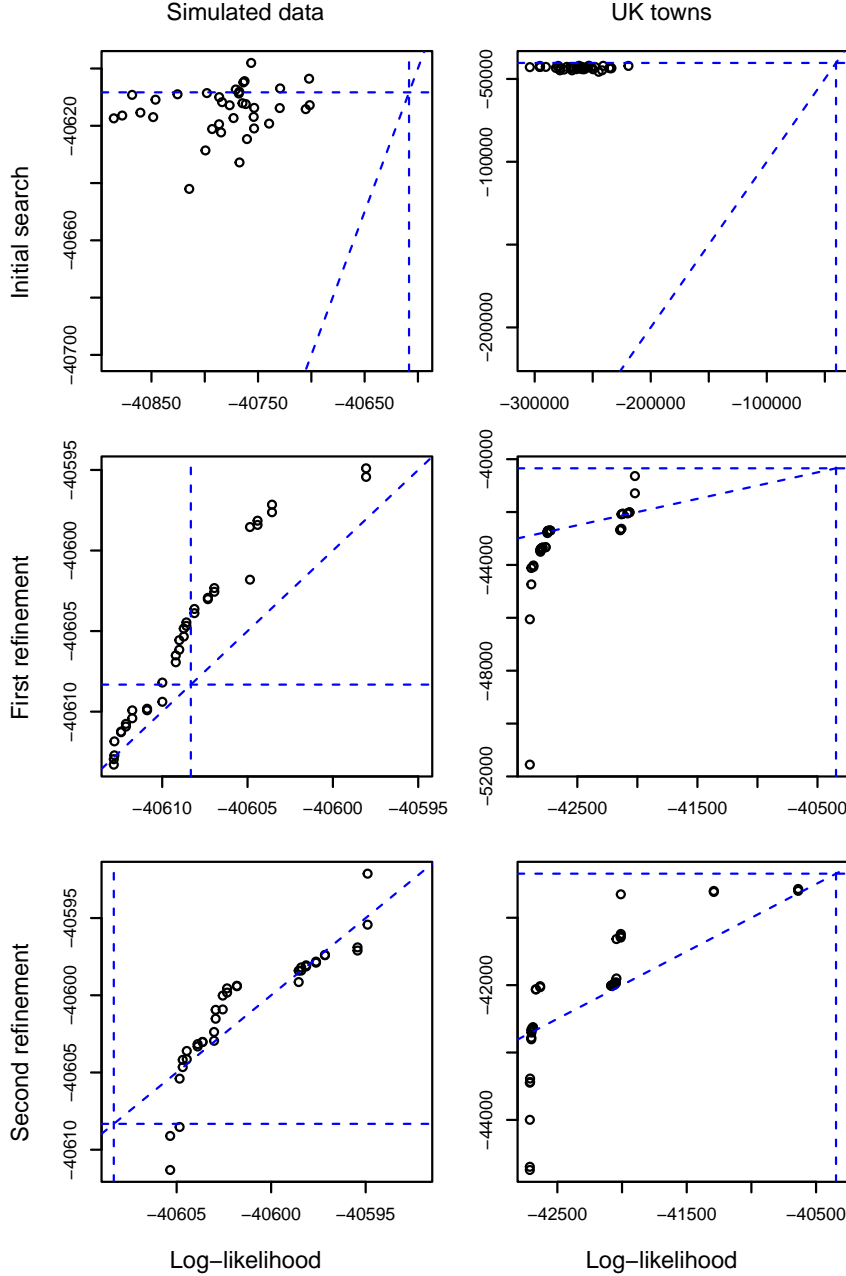 Simulated data UK towns
Initial search
−40700 −40660 −40620
−40850 −40750 −40650
−200000 −150000 −100000 −50000
−300000 −200000 −100000
First refinement
−40610 −40605 −40600 −40595
−40610 −40605 −40600 −40595
−52000 −48000 −44000 −40000
−42500 −41500 −40500
Second refinement
−40610 −40605 −40600 −40595
−40605 −40600 −40595
−44000 −42000
−42500 −41500 −40500
Log−likelihood Log−likelihood